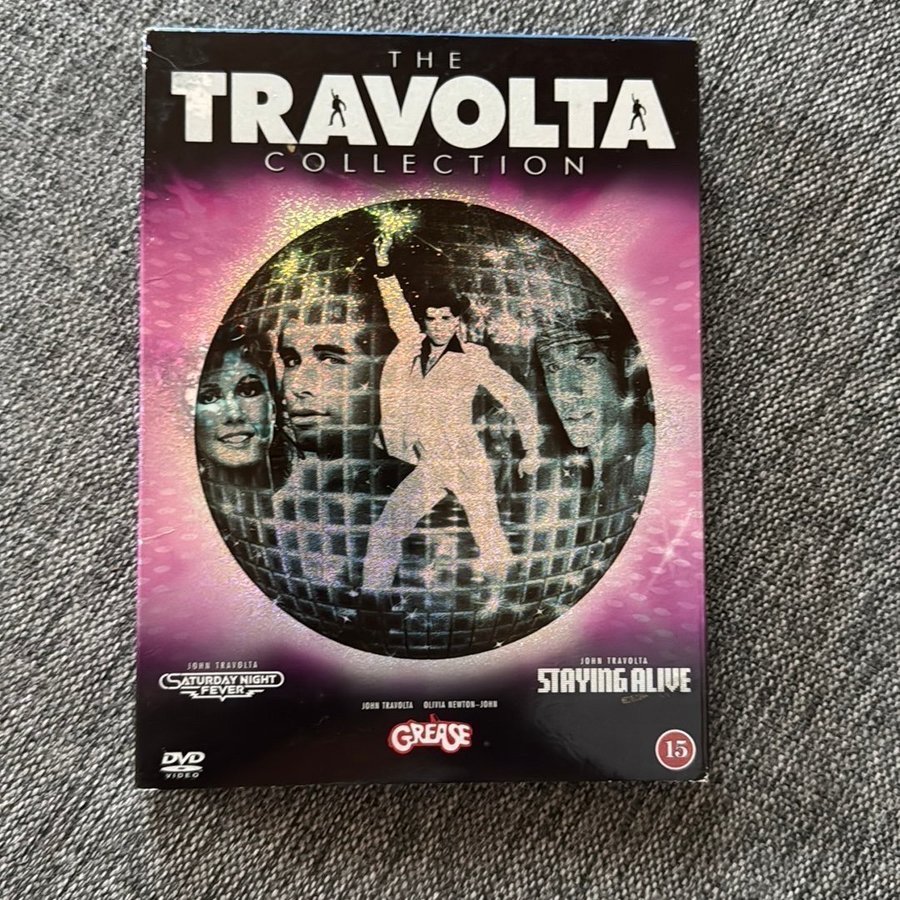 THE
TRAVOLTA
COLLECTION
JOHN TRAVOLTA
SATURDAY NIGHT
FEVER
JOHN TRAVOLTA
STAYING ALIVE
JOHN TRAVOLTA OLIVIA NEWTON-JOHN
GREASE
DVD
VIDEO
15